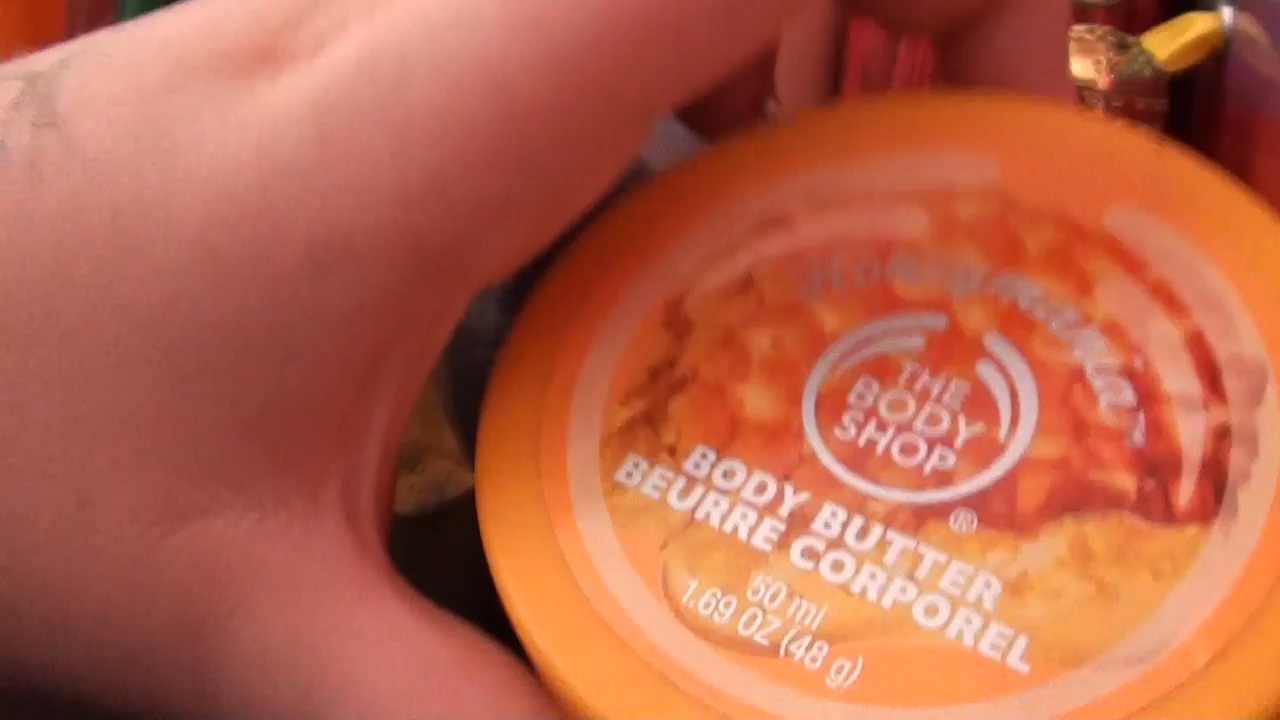 THE
BODY
SHOP
®
BODY BUTTER
BEURRE CORPOREL
50 ml
1.69 OZ (48 g)